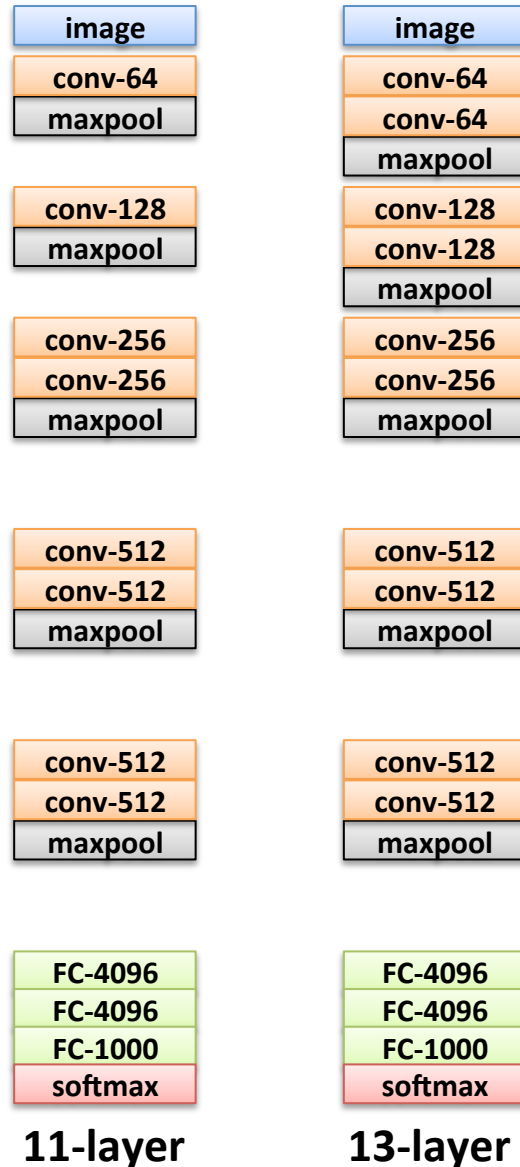 image
conv-64
maxpool
conv-128
maxpool
conv-256
conv-256
maxpool
conv-512
conv-512
maxpool
conv-512
conv-512
maxpool
FC-4096
FC-4096
FC-1000
softmax
11-layer
image
conv-64
conv-64
maxpool
conv-128
conv-128
maxpool
conv-256
conv-256
maxpool
conv-512
conv-512
maxpool
conv-512
conv-512
maxpool
FC-4096
FC-4096
FC-1000
softmax
13-layer